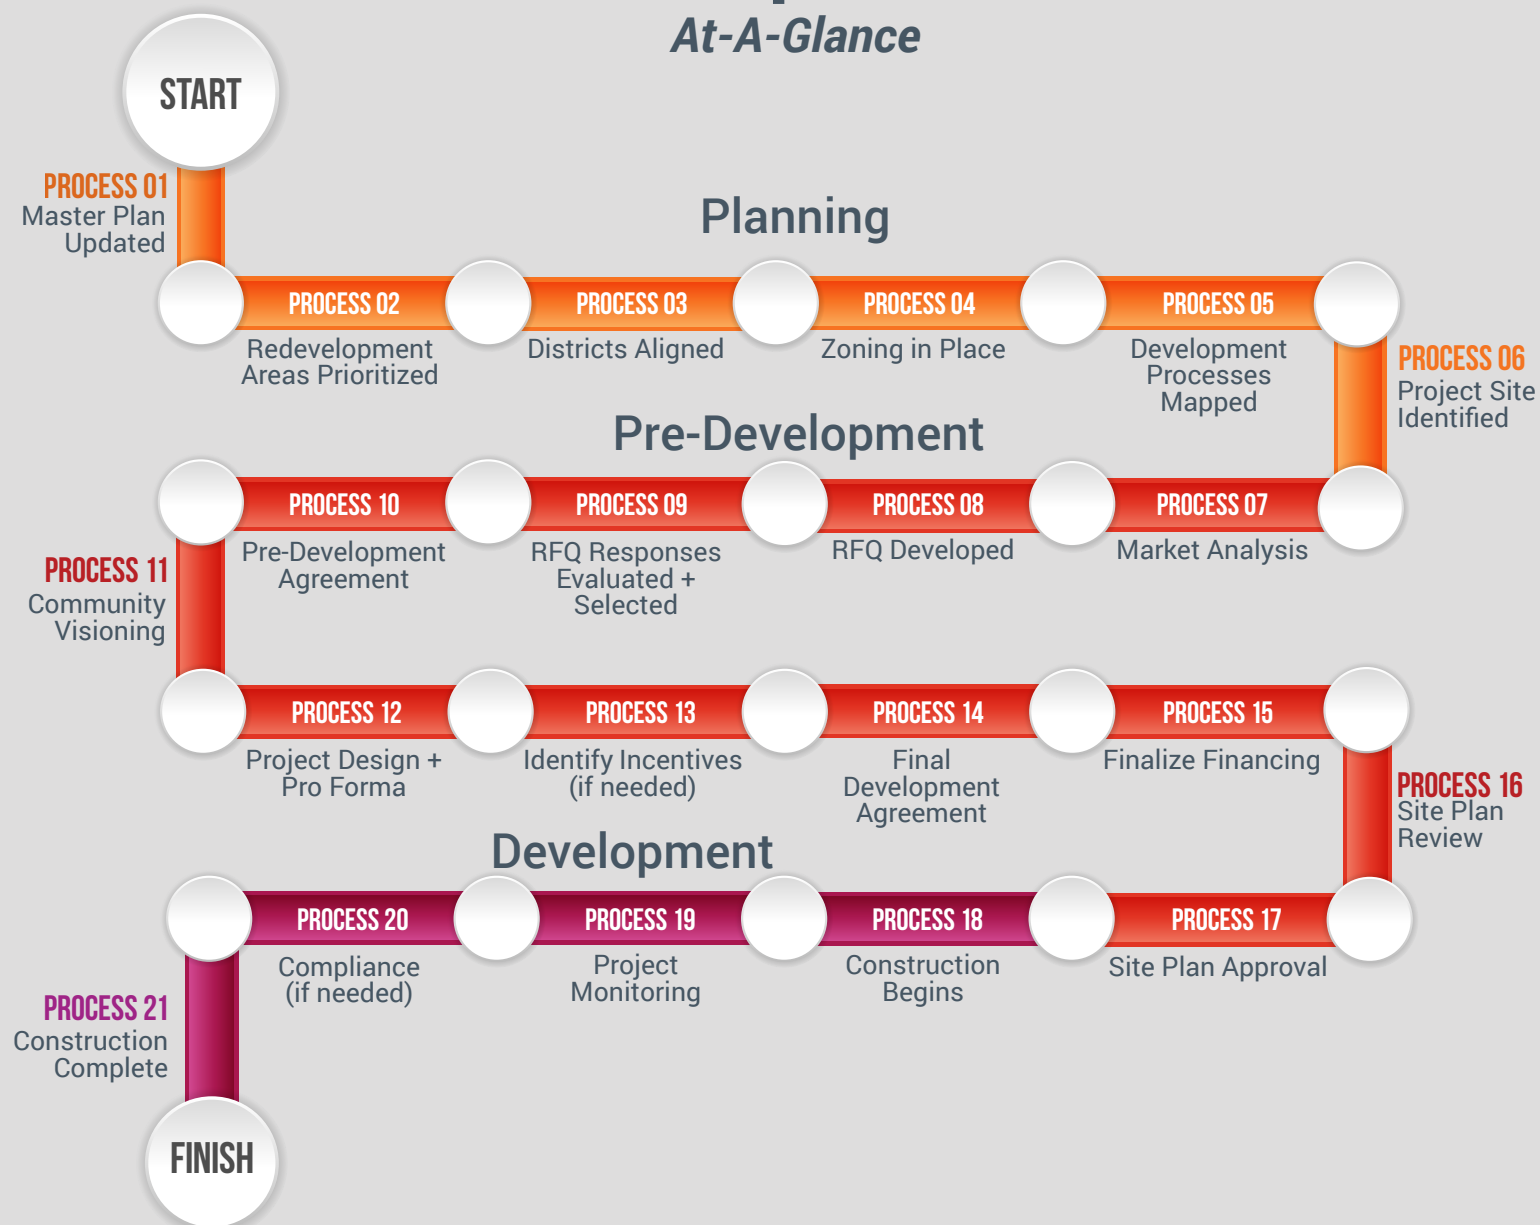 At-A-Glance
START
PROCESS 01
Master Plan
Updated
Planning
PROCESS 02
Redevelopment
Areas Prioritized
PROCESS 03
Districts Aligned
PROCESS 04
Zoning in Place
PROCESS 05
Development
Processes
Mapped
PROCESS 06
Project Site
Identified
Pre-Development
PROCESS 07
Market Analysis
PROCESS 08
RFQ Developed
PROCESS 09
RFQ Responses
Evaluated +
Selected
PROCESS 10
Pre-Development
Agreement
PROCESS 11
Community
Visioning
PROCESS 12
Project Design +
Pro Forma
PROCESS 13
Identify Incentives
(if needed)
PROCESS 14
Final
Development
Agreement
PROCESS 15
Finalize Financing
PROCESS 16
Site Plan
Review
Development
PROCESS 17
Site Plan Approval
PROCESS 18
Construction
Begins
PROCESS 19
Project
Monitoring
PROCESS 20
Compliance
(if needed)
PROCESS 21
Construction
Complete
FINISH